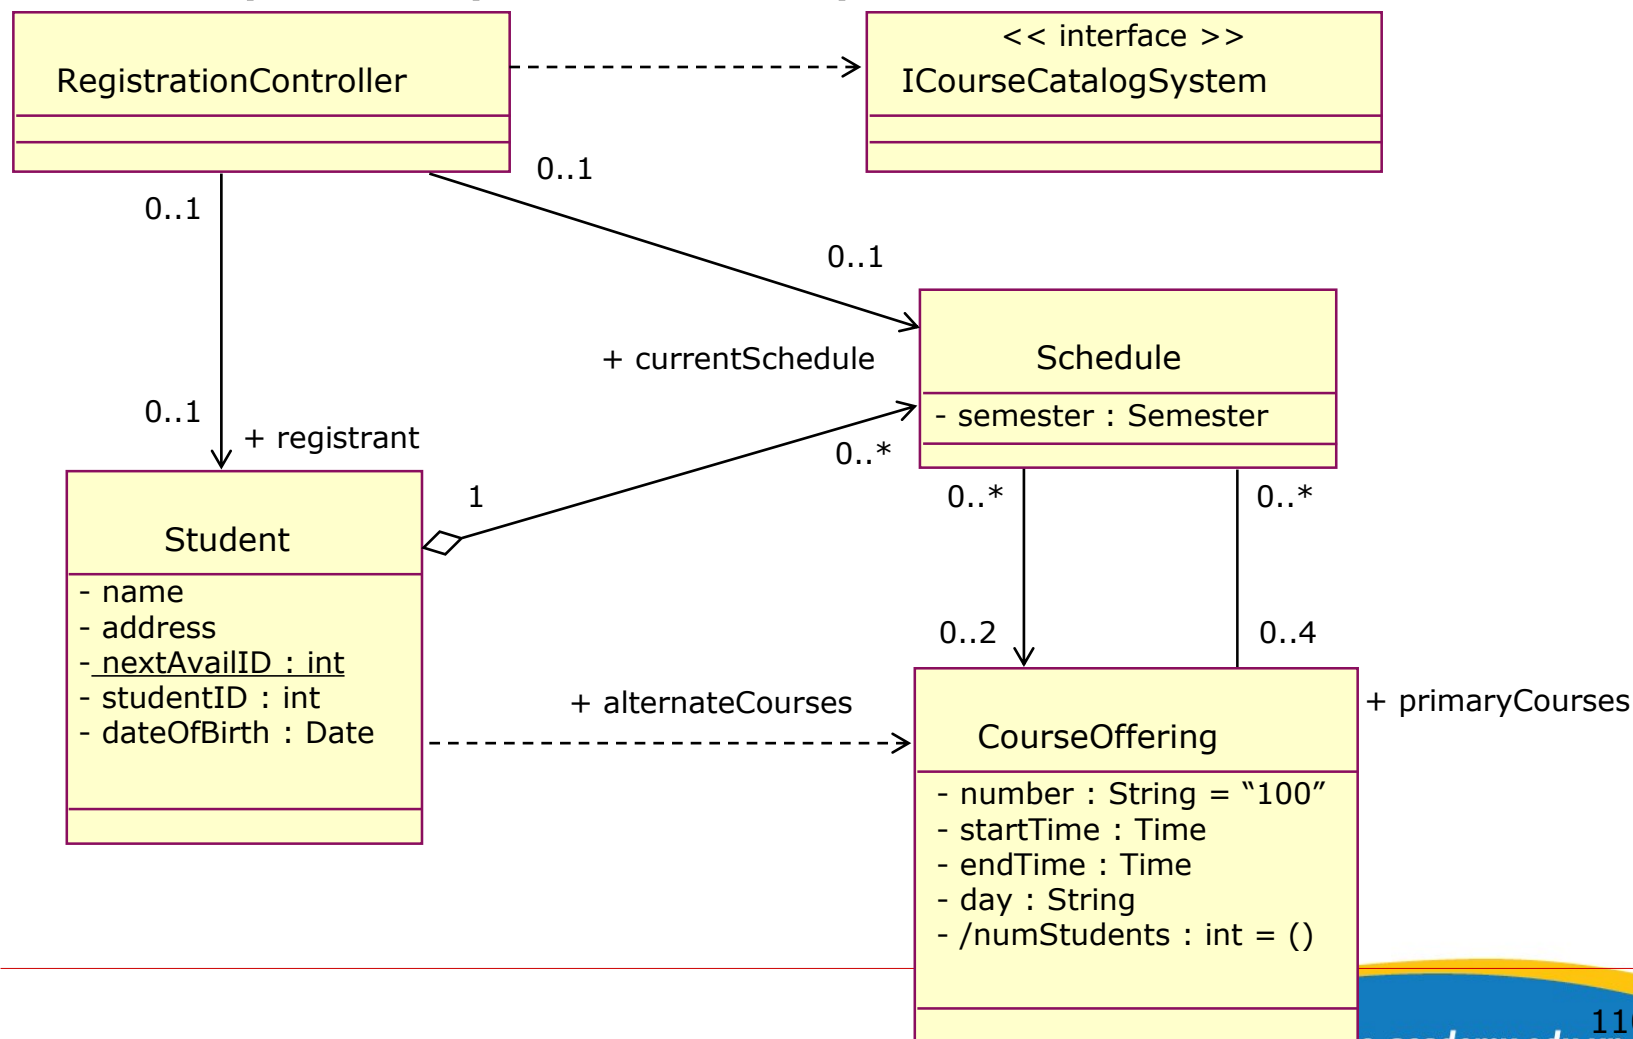 RegistrationController
<< interface >>
ICourseCatalogSystem
0..1
0..1
0..1
0..1
+ currentSchedule
Schedule
- semester : Semester
0..1
+ registrant
0..*
1
0..*
0..*
Student
- name
- address
- nextAvailID : int
- studentID : int
- dateOfBirth : Date
0..2
0..4
+ alternateCourses
+ primaryCourses
CourseOffering
- number : String = “100”
- startTime : Time
- endTime : Time
- day : String
- /numStudents : int = ()